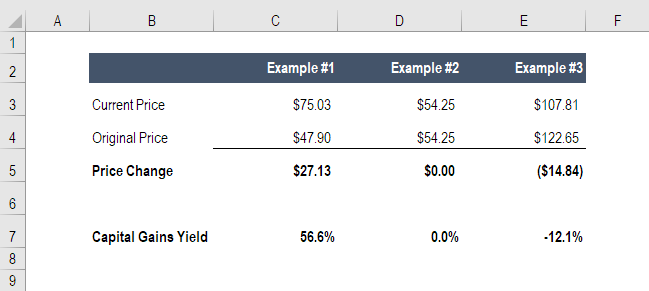 A B C D E F
1
2 Example #1 Example #2 Example #3
3 Current Price $75.03 $54.25 $107.81
4 Original Price $47.90 $54.25 $122.65
5 Price Change $27.13 $0.00 ($14.84)
6
7 Capital Gains Yield 56.6% 0.0% -12.1%
8
9